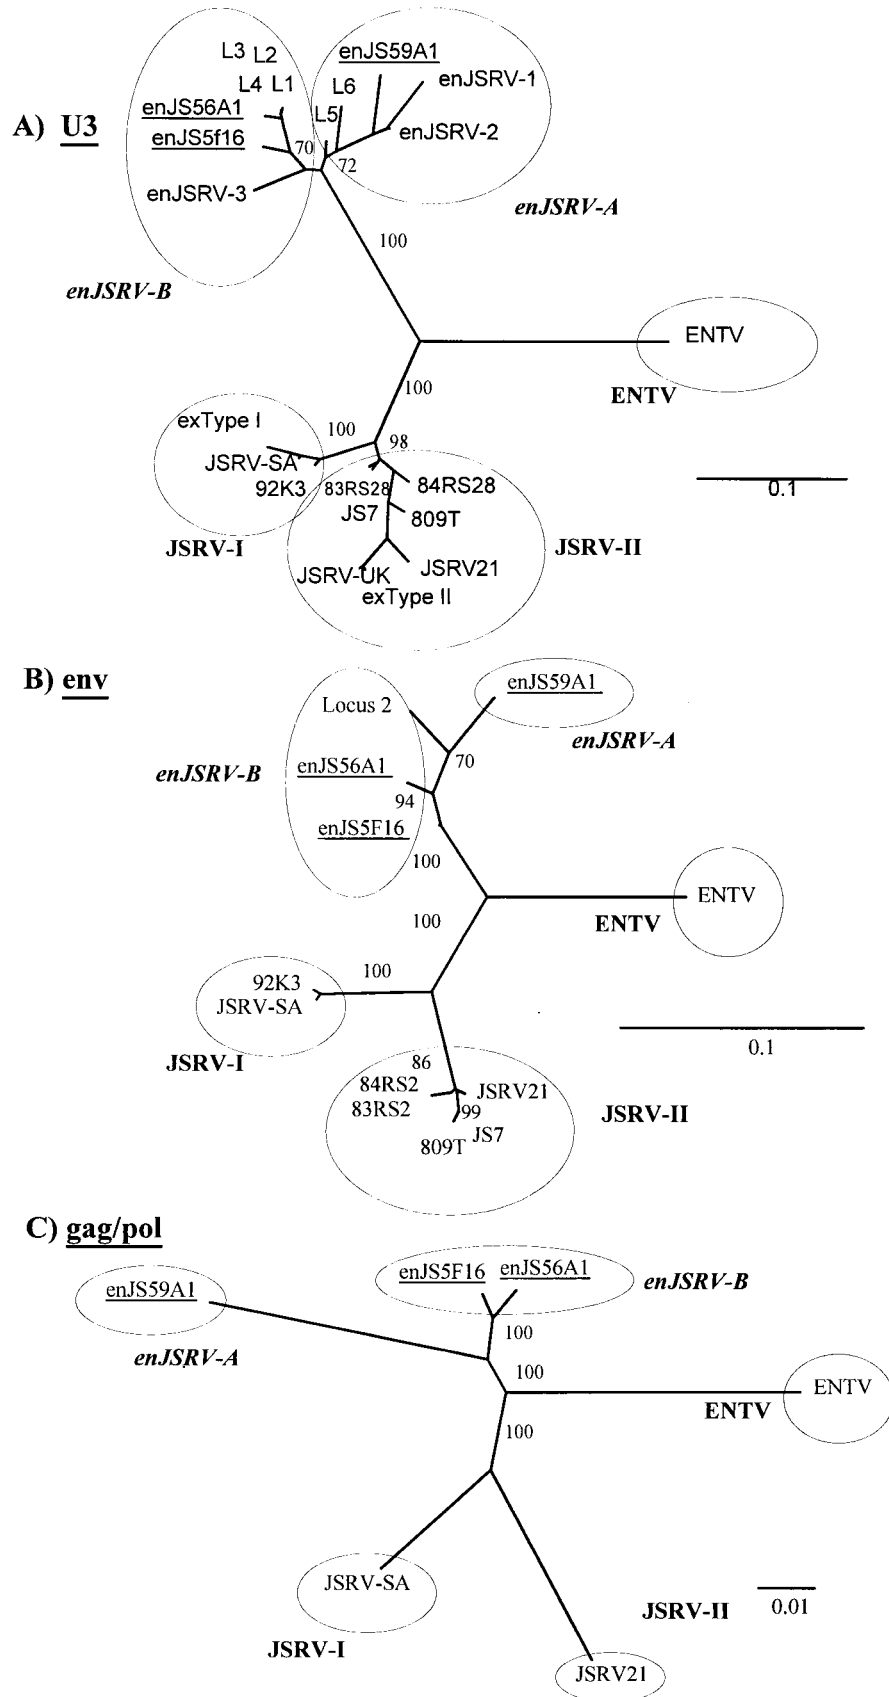 A) U3
L3 L2
L4 L1
enJS56A1
enJS5f16
enJSRV-3
70
enJSRV-B
enJS59A1
L6
enJSRV-1
L5
enJSRV-2
72
enJSRV-A
100
ENTV
ENTV
100
exType I
100
JSRV-SA
92K3
JSRV-I
98
83RS28
84RS28
JS7
809T
JSRV-UK
JSRV21
exType II
JSRV-II
0.1
B) env
Locus 2
enJS59A1
enJSRV-A
enJSRV-B
enJS56A1
70
94
enJS5F16
100
ENTV
ENTV
100
92K3
100
JSRV-SA
JSRV-I
0.1
86
84RS2
JSRV21
83RS2
99
JS7
809T
JSRV-II
C) gag/pol
enJS59A1
enJSRV-A
enJS5F16
enJS56A1
enJSRV-B
100
100
ENTV
ENTV
100
JSRV-SA
JSRV-I
JSRV-II
0.01
JSRV21